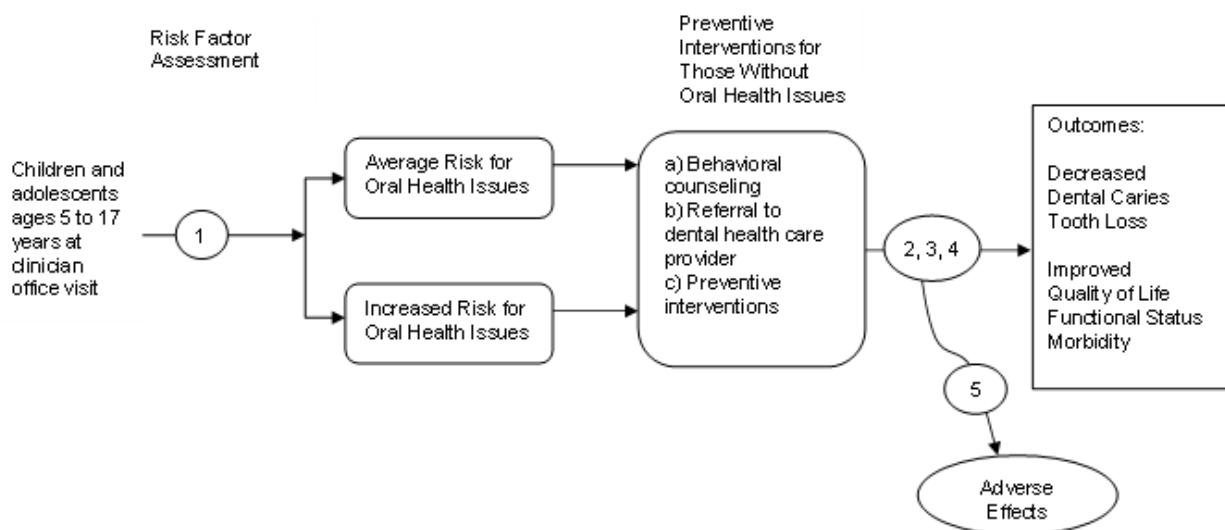 Risk Factor
Assessment
Preventive
Interventions for
Those Without
Oral Health Issues
Children and
adolescents
ages 5 to 17
years at
clinician
office visit
1
Average Risk for
Oral Health Issues
Increased Risk for
Oral Health Issues
a) Behavioral
counseling
b) Referral to
dental health care
provider
c) Preventive
interventions
2, 3, 4
5
Adverse
Effects
Outcomes:
Decreased
Dental Caries
Tooth Loss
Improved
Quality of Life
Functional Status
Morbidity